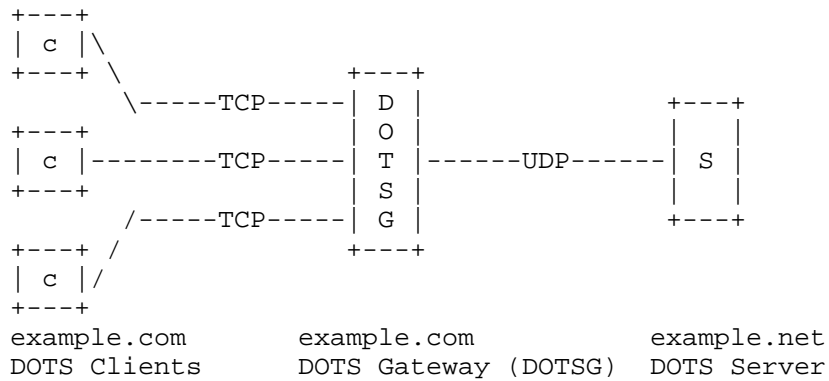 +---+
| c |\
+---+ \              +---+
       \-----TCP-----| D |               +---+
+---+                | O |               |   |
| c |--------TCP-----| T |------UDP------| S |
+---+                | S |               |   |
       /-----TCP-----| G |               +---+
+---+ /              +---+
| c |/
+---+
example.com       example.com            example.net
DOTS Clients      DOTS Gateway (DOTSG)   DOTS Server